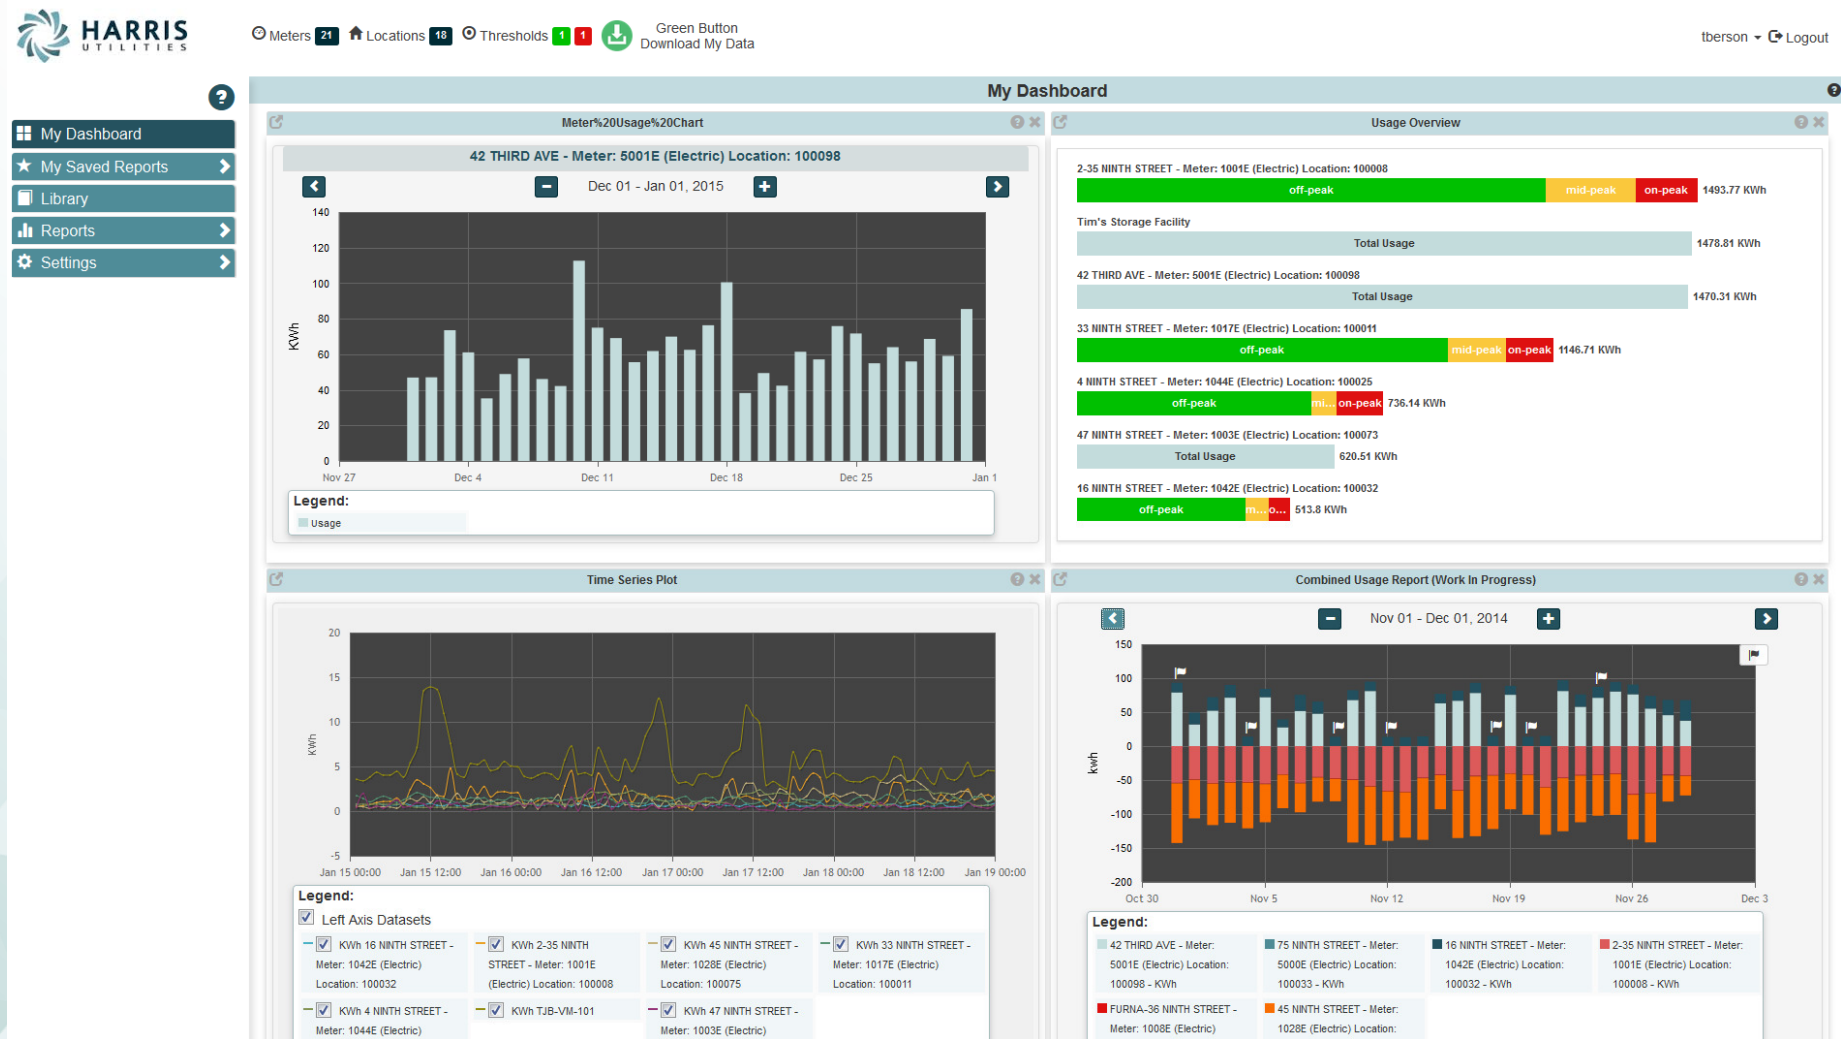 HARRIS
UTILITIES
Meters 21 Locations 18 Thresholds 1 1
Green Button
Download My Data
tberson Logout
My Dashboard
My Saved Reports
Library
Reports
Settings
My Dashboard
Meter%20Usage%20Chart
42 THIRD AVE - Meter: 5001E (Electric) Location: 100098
Dec 01 - Jan 01, 2015
KWh
140
120
100
80
60
40
20
0
Nov 27 Dec 4 Dec 11 Dec 18 Dec 25 Jan 1
Legend:
Usage
Usage Overview
2-35 NINTH STREET - Meter: 1001E (Electric) Location: 100008
off-peak mid-peak on-peak 1493.77 KWh
Tim's Storage Facility
Total Usage 1478.81 KWh
42 THIRD AVE - Meter: 5001E (Electric) Location: 100098
Total Usage 1470.31 KWh
33 NINTH STREET - Meter: 1017E (Electric) Location: 100011
off-peak mid-peak on-peak 1146.71 KWh
4 NINTH STREET - Meter: 1044E (Electric) Location: 100025
off-peak mi... on-peak 736.14 KWh
47 NINTH STREET - Meter: 1003E (Electric) Location: 100073
Total Usage 620.51 KWh
16 NINTH STREET - Meter: 1042E (Electric) Location: 100032
off-peak m... o... 513.8 KWh
Time Series Plot
KWh
20
15
10
5
0
-5
Jan 15 00:00 Jan 15 12:00 Jan 16 00:00 Jan 16 12:00 Jan 17 00:00 Jan 17 12:00 Jan 18 00:00 Jan 18 12:00 Jan 19 00:00
Legend:
Left Axis Datasets
KWh 16 NINTH STREET -
Meter: 1042E (Electric)
Location: 100032
KWh 2-35 NINTH
STREET - Meter: 1001E
(Electric) Location: 100008
KWh 45 NINTH STREET -
Meter: 1028E (Electric)
Location: 100075
KWh 33 NINTH STREET -
Meter: 1017E (Electric)
Location: 100011
KWh 4 NINTH STREET -
Meter: 1044E (Electric)
KWh TJB-VM-101
KWh 47 NINTH STREET -
Meter: 1003E (Electric)
Combined Usage Report (Work In Progress)
Nov 01 - Dec 01, 2014
kwh
150
100
50
0
-50
-100
-150
-200
Oct 30 Nov 5 Nov 12 Nov 19 Nov 26 Dec 3
Legend:
42 THIRD AVE - Meter:
5001E (Electric) Location:
100098 - KWh
75 NINTH STREET - Meter:
5000E (Electric) Location:
100033 - KWh
16 NINTH STREET - Meter:
1042E (Electric) Location:
100032 - KWh
2-35 NINTH STREET - Meter:
1001E (Electric) Location:
100008 - KWh
FURNA-36 NINTH STREET -
Meter: 1008E (Electric)
45 NINTH STREET - Meter:
1028E (Electric) Location: